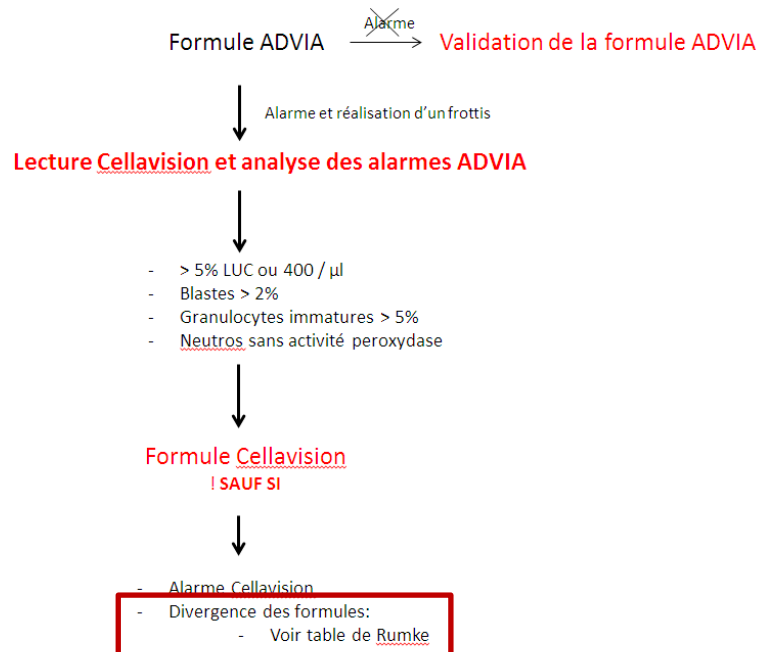 Alarme
Formule ADVIA
Validation de la formule ADVIA
Alarme et réalisation d'un frottis
Lecture Cellavision et analyse des alarmes ADVIA
- > 5% LUC ou 400 / µl
- Blastes > 2%
- Granulocytes immatures > 5%
- Neutros sans activité peroxydase
Formule Cellavision
! SAUF SI
- Alarme Cellavision
- Divergence des formules:
- Voir table de Rumke